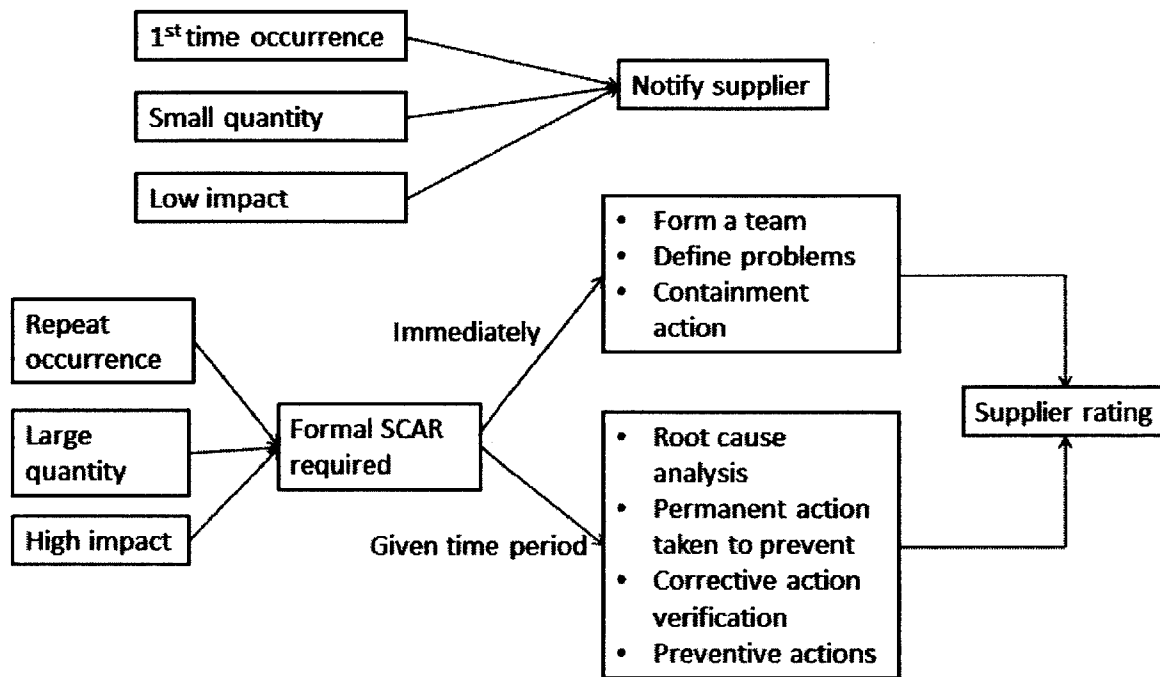 1st time occurrence
Small quantity
Low impact
Notify supplier
Repeat
occurrence
Large
quantity
High impact
Formal SCAR
required
Immediately
Given time period
• Form a team
• Define problems
• Containment
action
• Root cause
analysis
• Permanent action
taken to prevent
• Corrective action
verification
• Preventive actions
Supplier rating